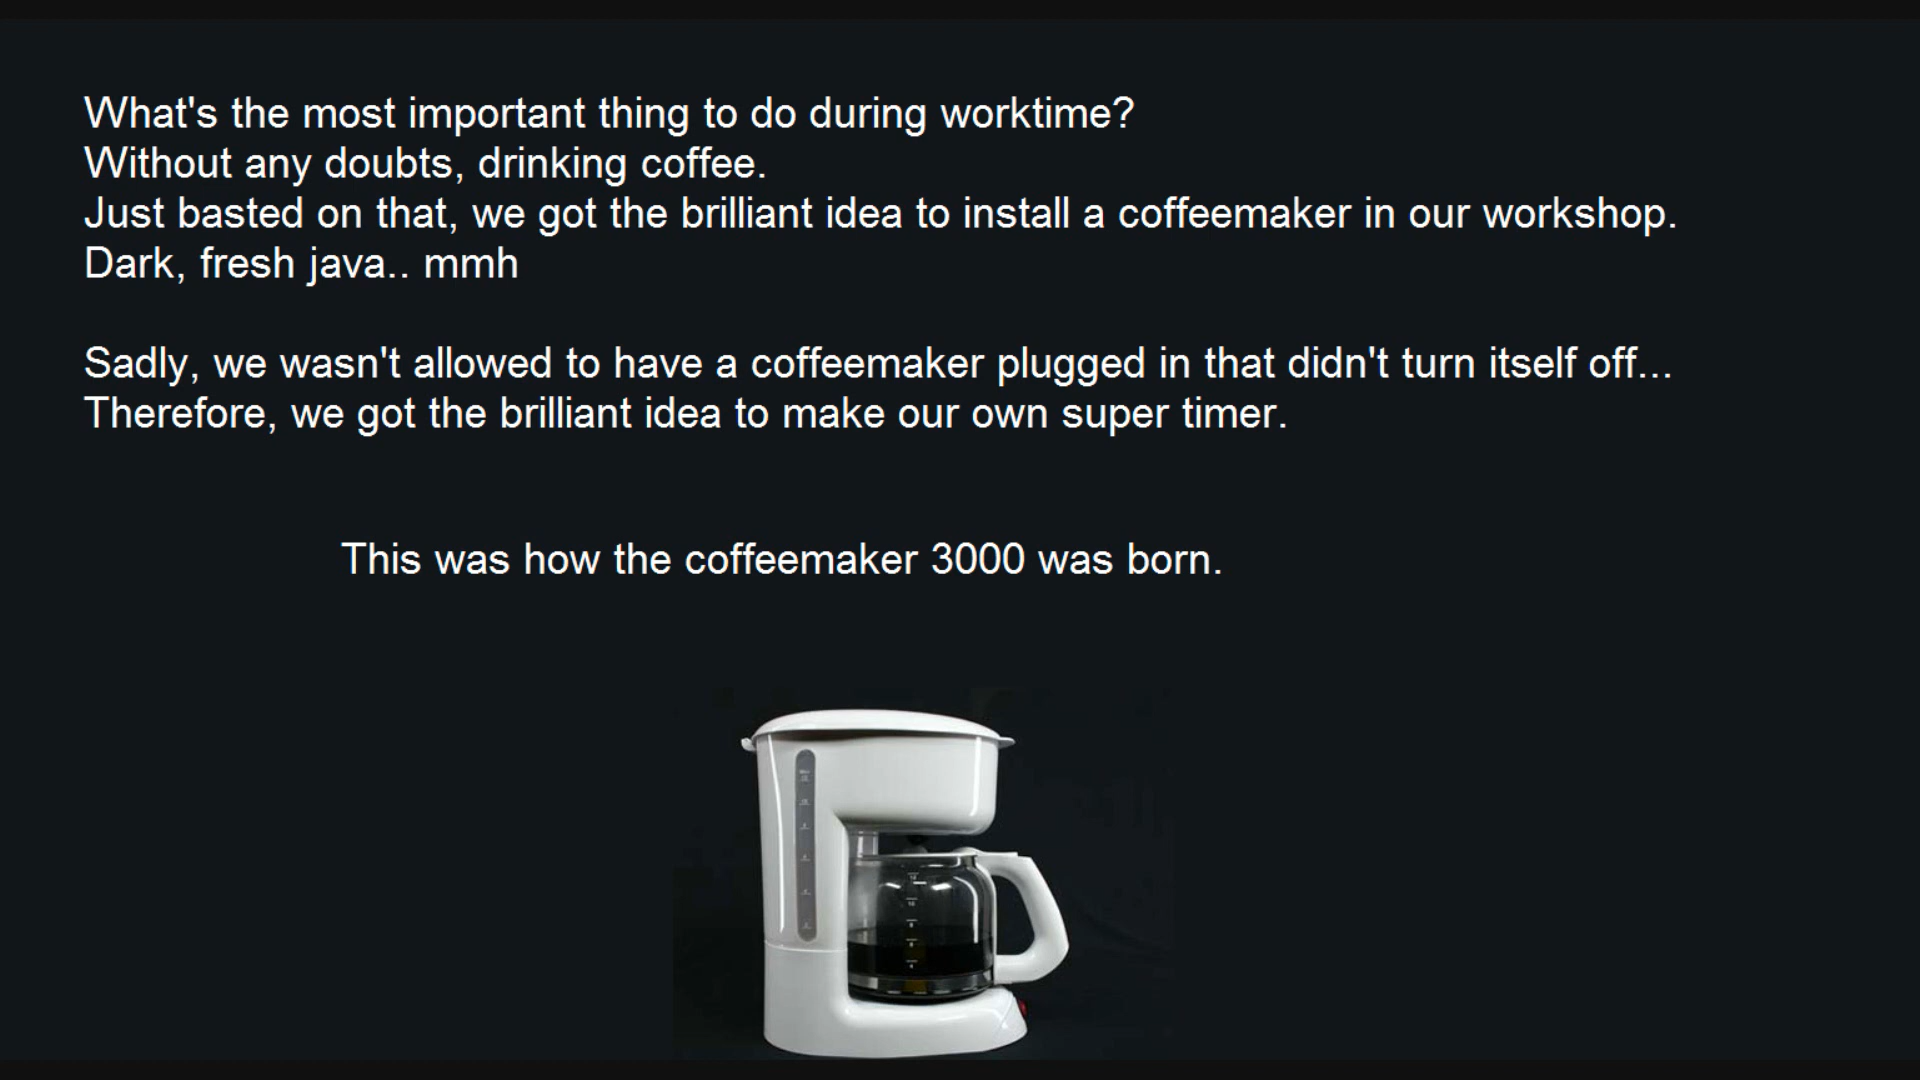 What's the most important thing to do during worktime?
Without any doubts, drinking coffee.
Just basted on that, we got the brilliant idea to install a coffeemaker in our workshop.
Dark, fresh java.. mmh
Sadly, we wasn't allowed to have a coffeemaker plugged in that didn't turn itself off...
Therefore, we got the brilliant idea to make our own super timer.
This was how the coffeemaker 3000 was born.